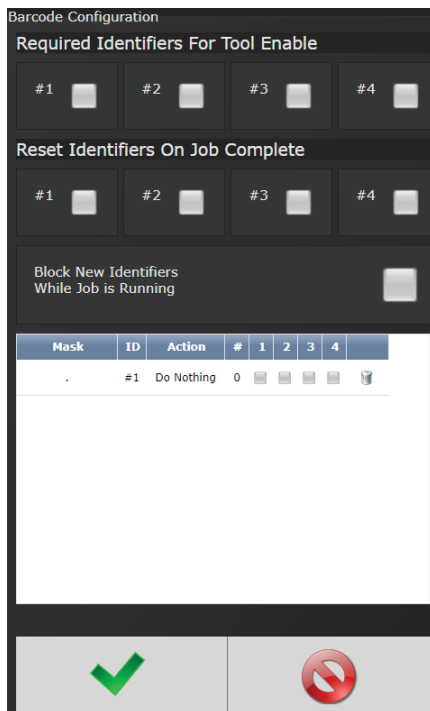 Barcode Configuration
Required Identifiers For Tool Enable
#1 #2 #3 #4
Reset Identifiers On Job Complete
#1 #2 #3 #4
Block New Identifiers
While Job is Running
Mask ID Action # 1 2 3 4
. #1 Do Nothing 0